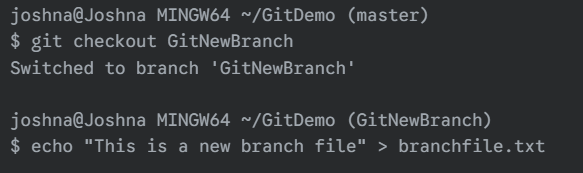 joshna@Joshna MINGW64 ~/GitDemo (master)
$ git checkout GitNewBranch
Switched to branch 'GitNewBranch'
joshna@Joshna MINGW64 ~/GitDemo (GitNewBranch)
$ echo "This is a new branch file" > branchfile.txt